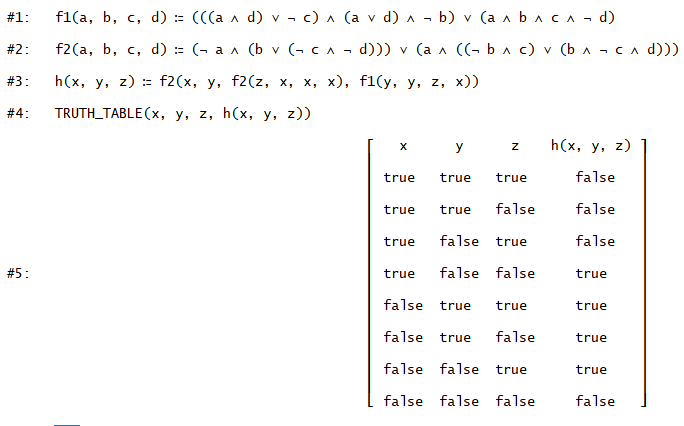 #1: f1(a, b, c, d) ≔ (((a ∧ d) ∨ ¬ c) ∧ (a ∨ d) ∧ ¬ b) ∨ (a ∧ b ∧ c ∧ ¬ d)
#2: f2(a, b, c, d) ≔ (¬ a ∧ (b ∨ (¬ c ∧ ¬ d))) ∨ (a ∧ ((¬ b ∧ c) ∨ (b ∧ ¬ c ∧ d)))
#3: h(x, y, z) ≔ f2(x, y, f2(z, x, x, x), f1(y, y, z, x))
#4: TRUTH_TABLE(x, y, z, h(x, y, z))
x y z h(x, y, z)
true true true false
true true false false
true false true false
#5: true false false true
false true true true
false true false true
false false true true
false false false false